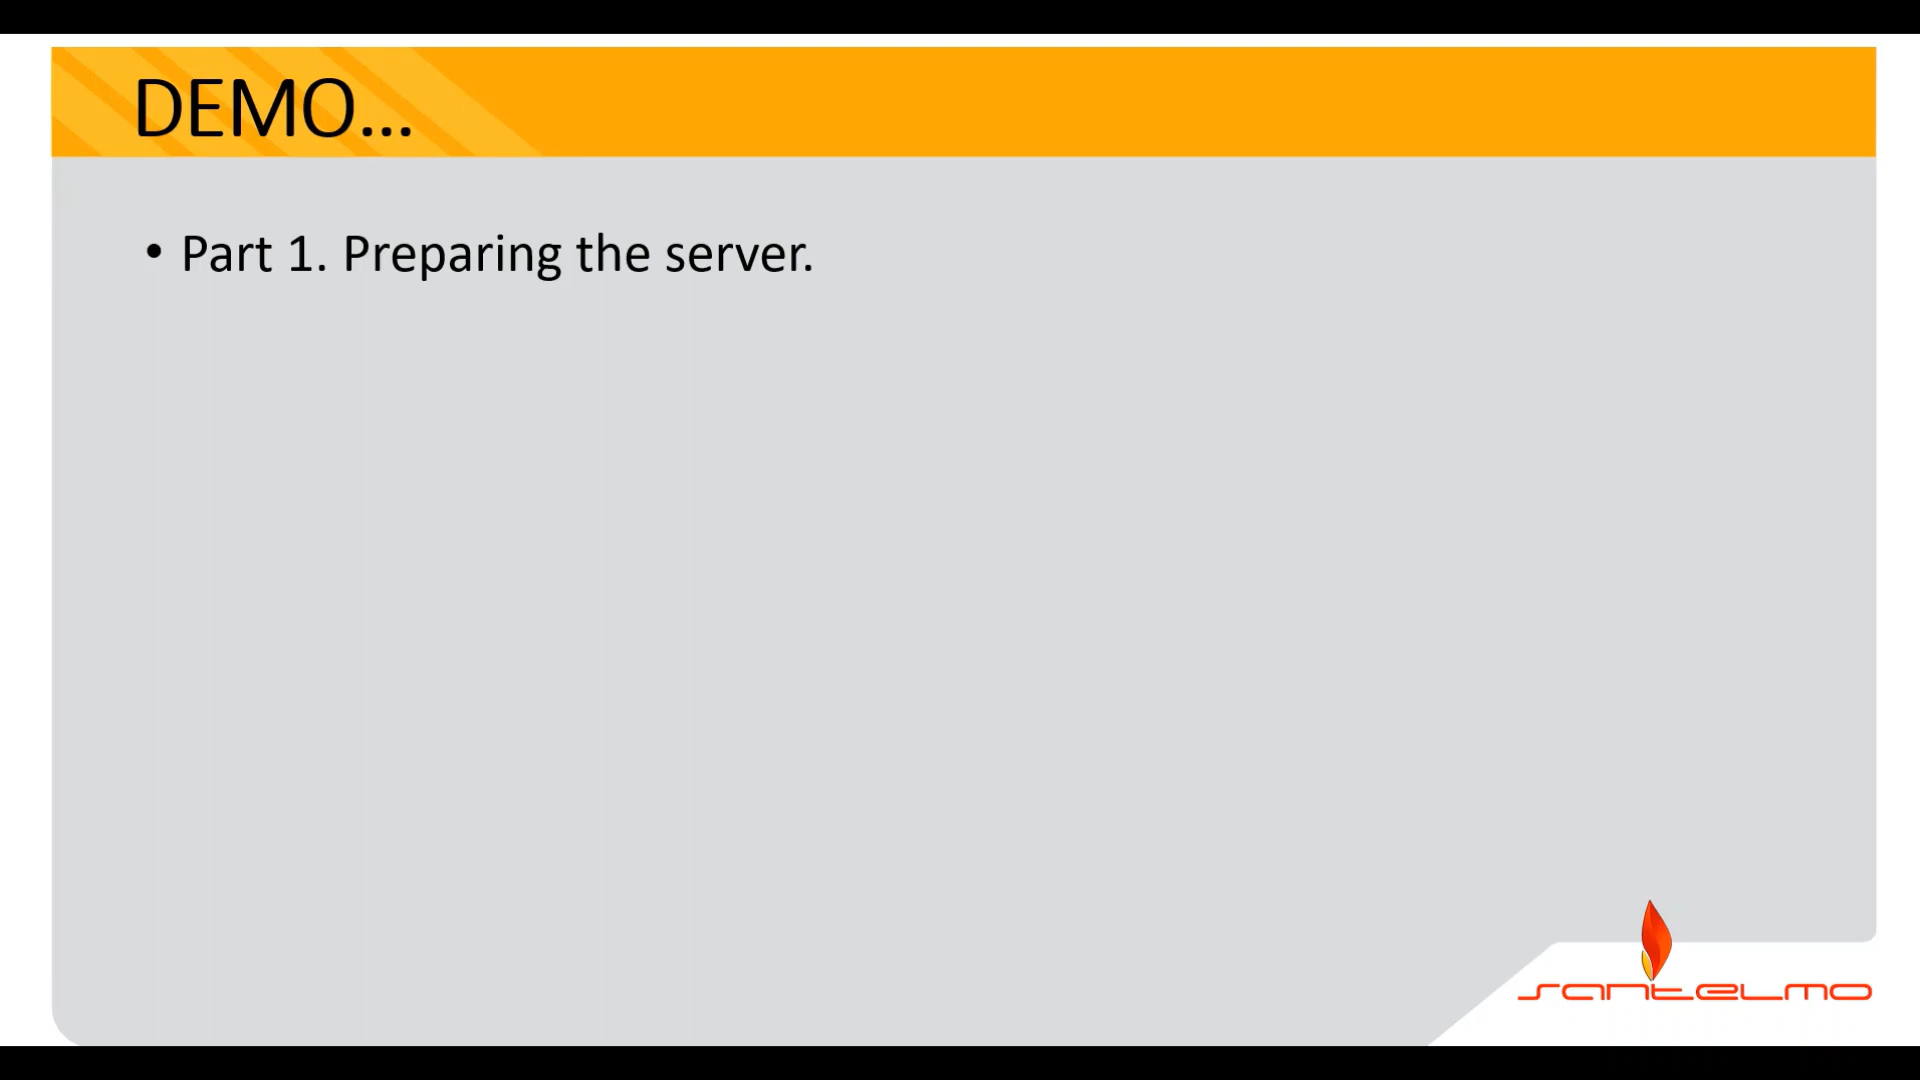 DEMO...
• Part 1. Preparing the server.
santelmo